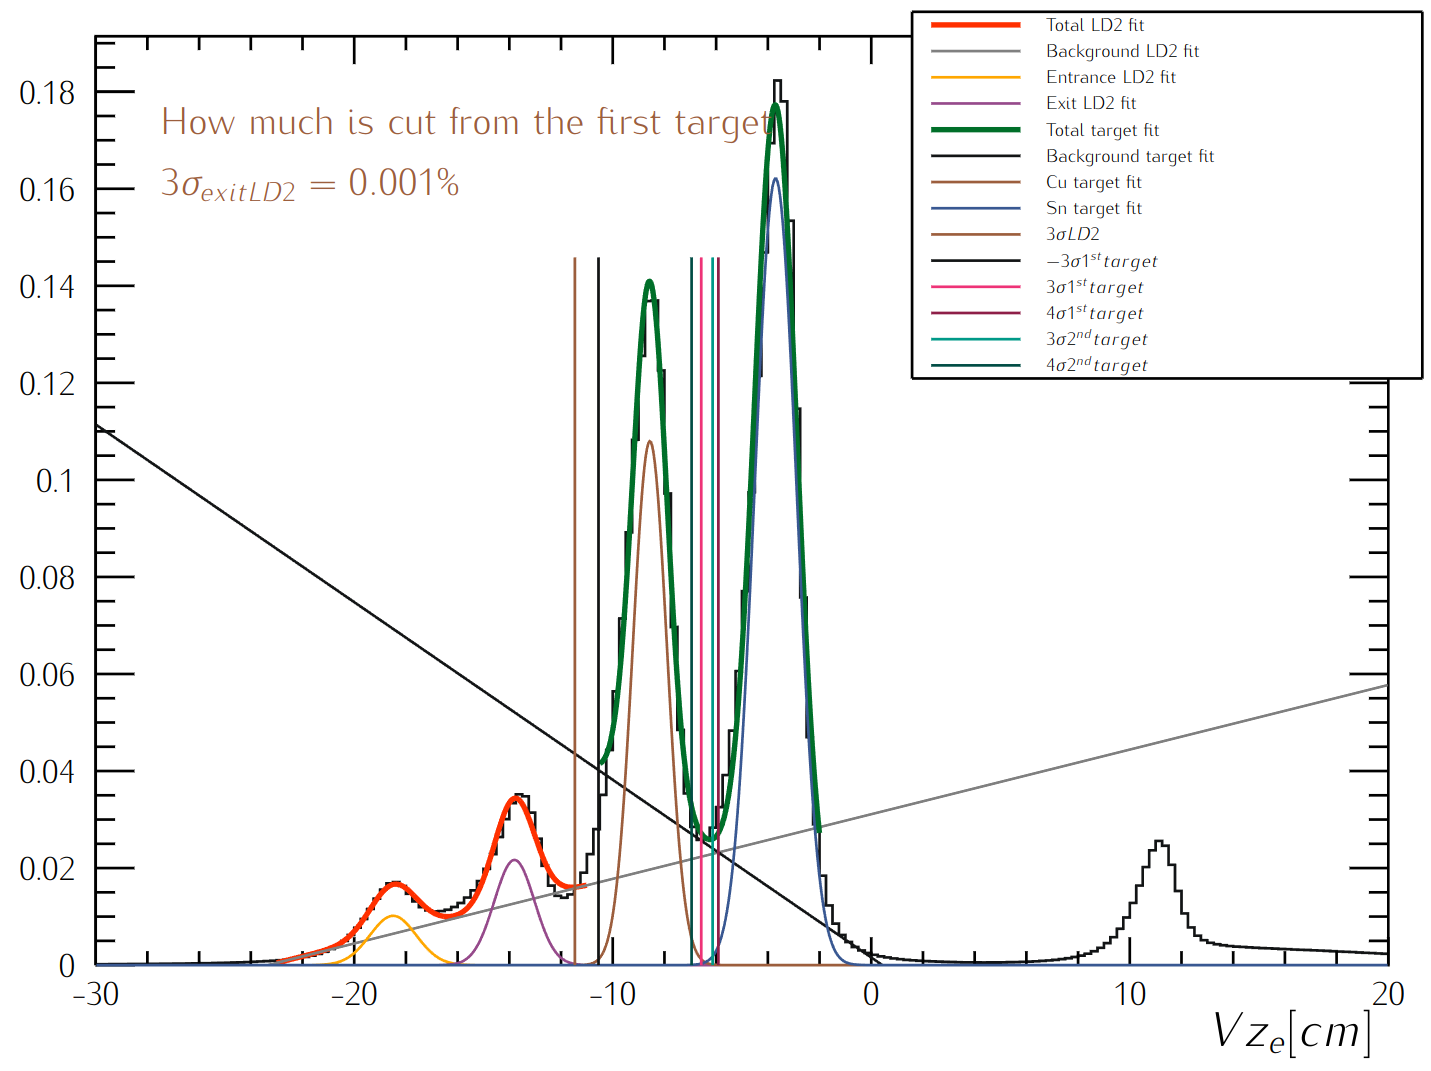 Total LD2 fit
Background LD2 fit
Entrance LD2 fit
Exit LD2 fit
Total target fit
Background target fit
Cu target fit
Sn target fit
3σLD2
−3σ1st target
3σ1st target
4σ1st target
3σ2nd target
4σ2nd target
How much is cut from the first target
3σexitLD2 = 0.001%
0.18
0.16
0.14
0.12
0.1
0.08
0.06
0.04
0.02
0
-30 -20 -10 0 10 20
Vze[cm]